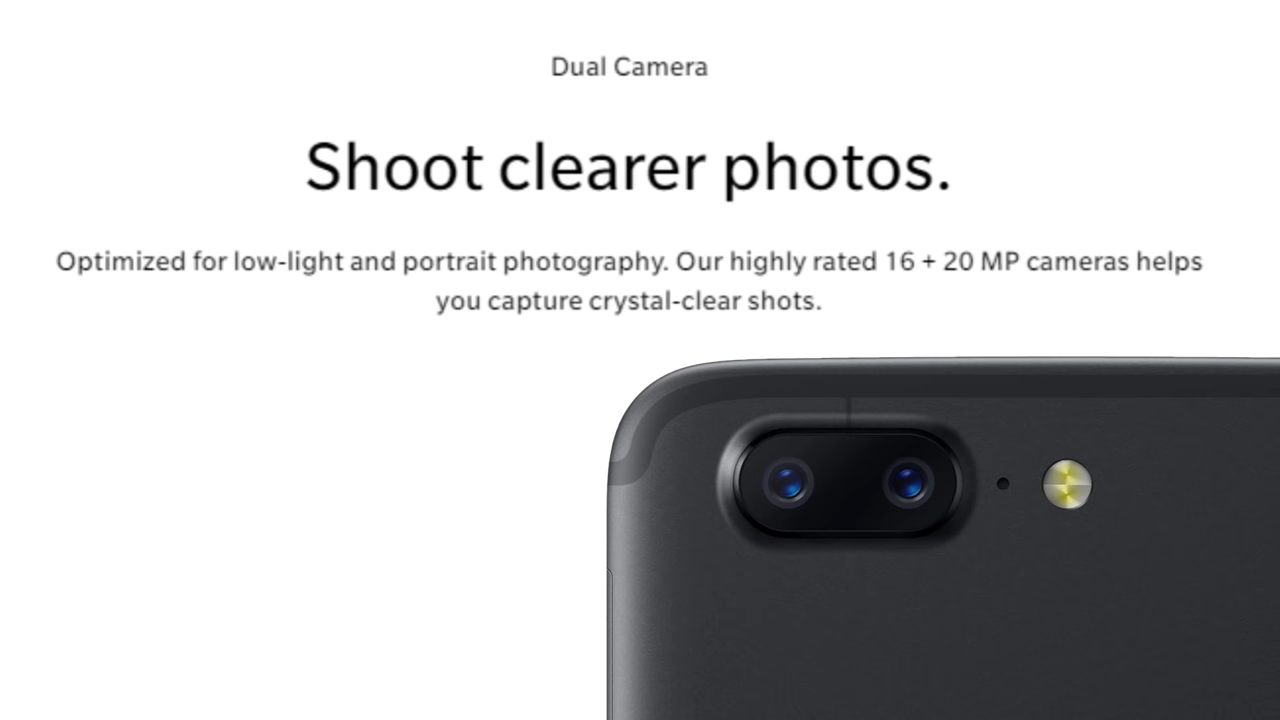 Dual Camera
Shoot clearer photos.
Optimized for low-light and portrait photography. Our highly rated 16 + 20 MP cameras helps
you capture crystal-clear shots.